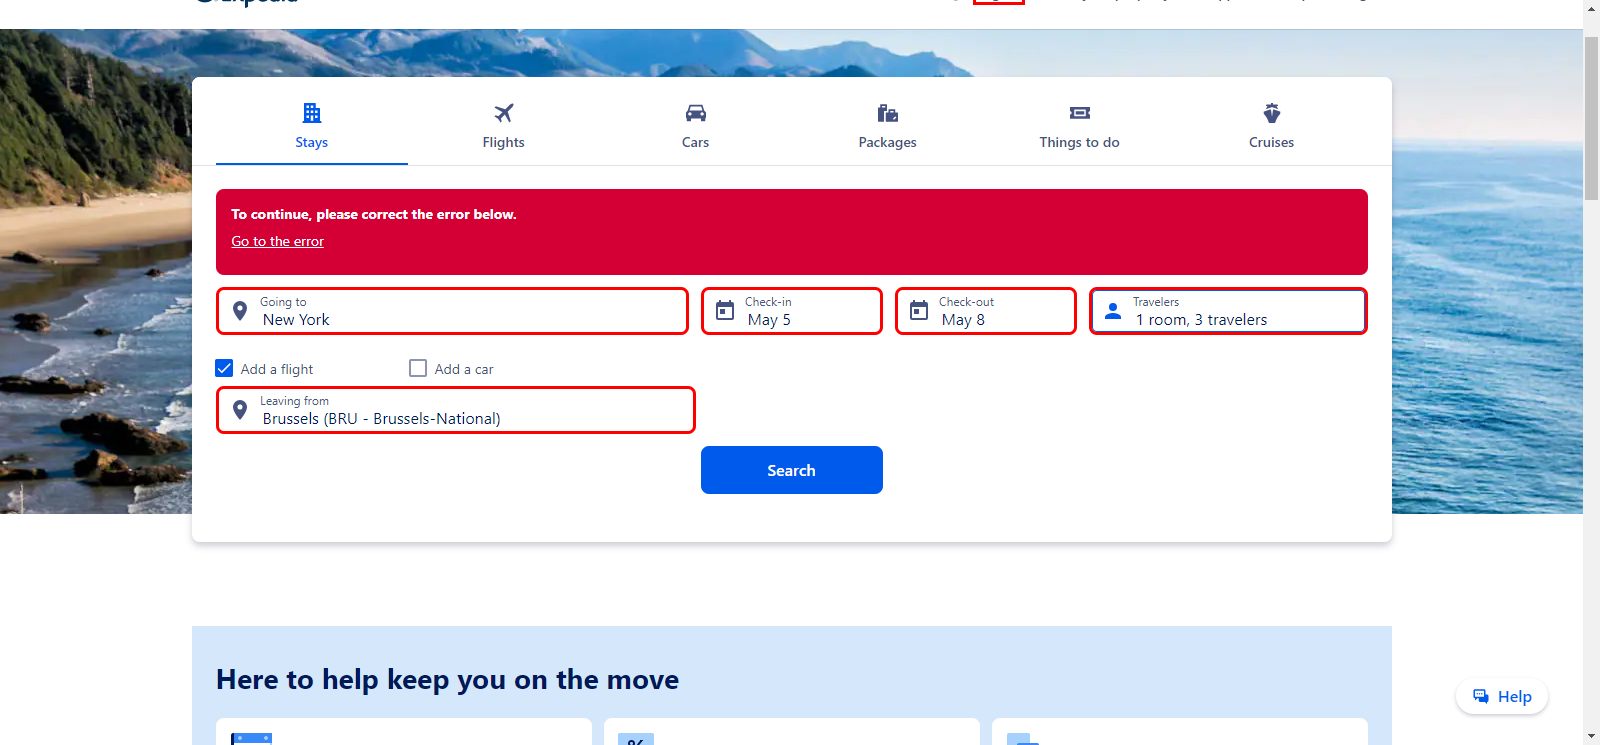 Expedia
Stays
Flights
Cars
Packages
Things to do
Cruises
To continue, please correct the error below.
Go to the error
Going to
New York
Check-in
May 5
Check-out
May 8
Travelers
1 room, 3 travelers
Add a flight
Add a car
Leaving from
Brussels (BRU - Brussels-National)
Search
Here to help keep you on the move
%
Help